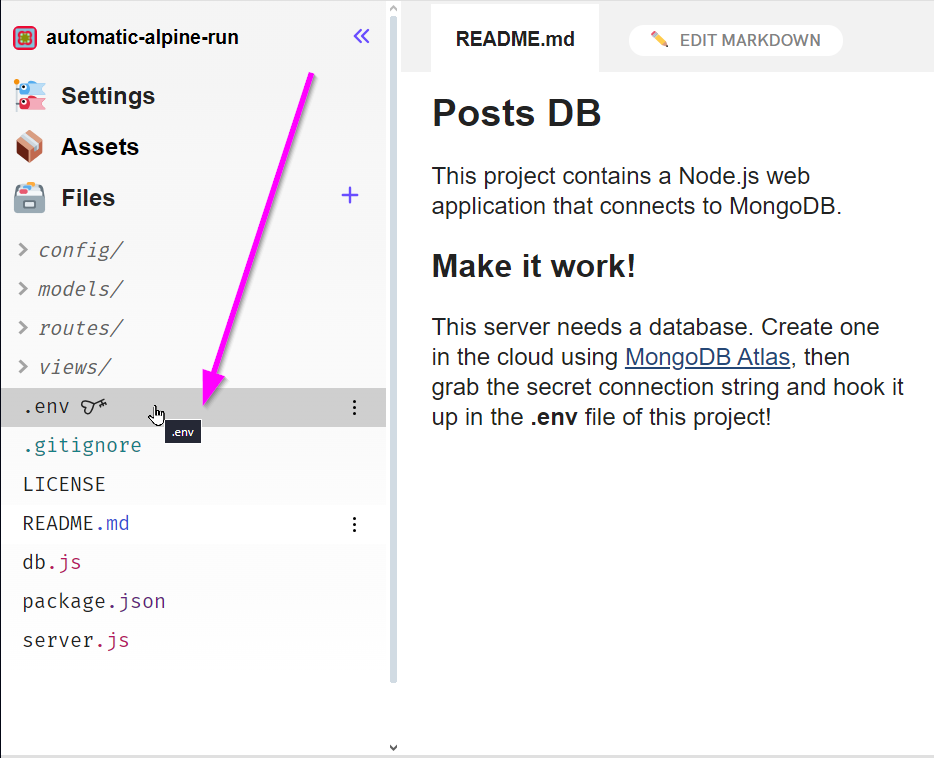 automatic-alpine-run
Settings
Assets
Files
config/
models/
routes/
views/
.env
.env
.gitignore
LICENSE
README.md
db.js
package.json
server.js
README.md
EDIT MARKDOWN
Posts DB
This project contains a Node.js web
application that connects to MongoDB.
Make it work!
This server needs a database. Create one
in the cloud using MongoDB Atlas, then
grab the secret connection string and hook it
up in the .env file of this project!